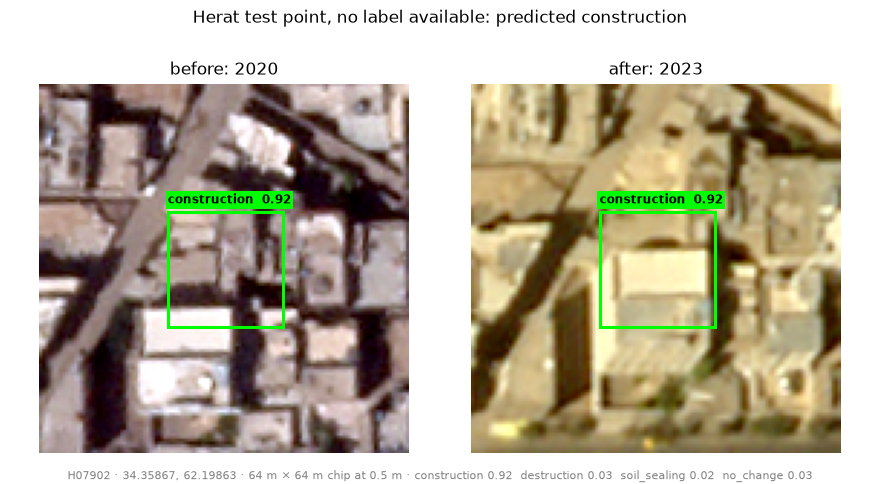 Herat test point, no label available: predicted construction
before: 2020
after: 2023
construction 0.92
construction 0.92
H07902 · 34.35867, 62.19863 · 64 m × 64 m chip at 0.5 m · construction 0.92 destruction 0.03 soil_sealing 0.02 no_change 0.03